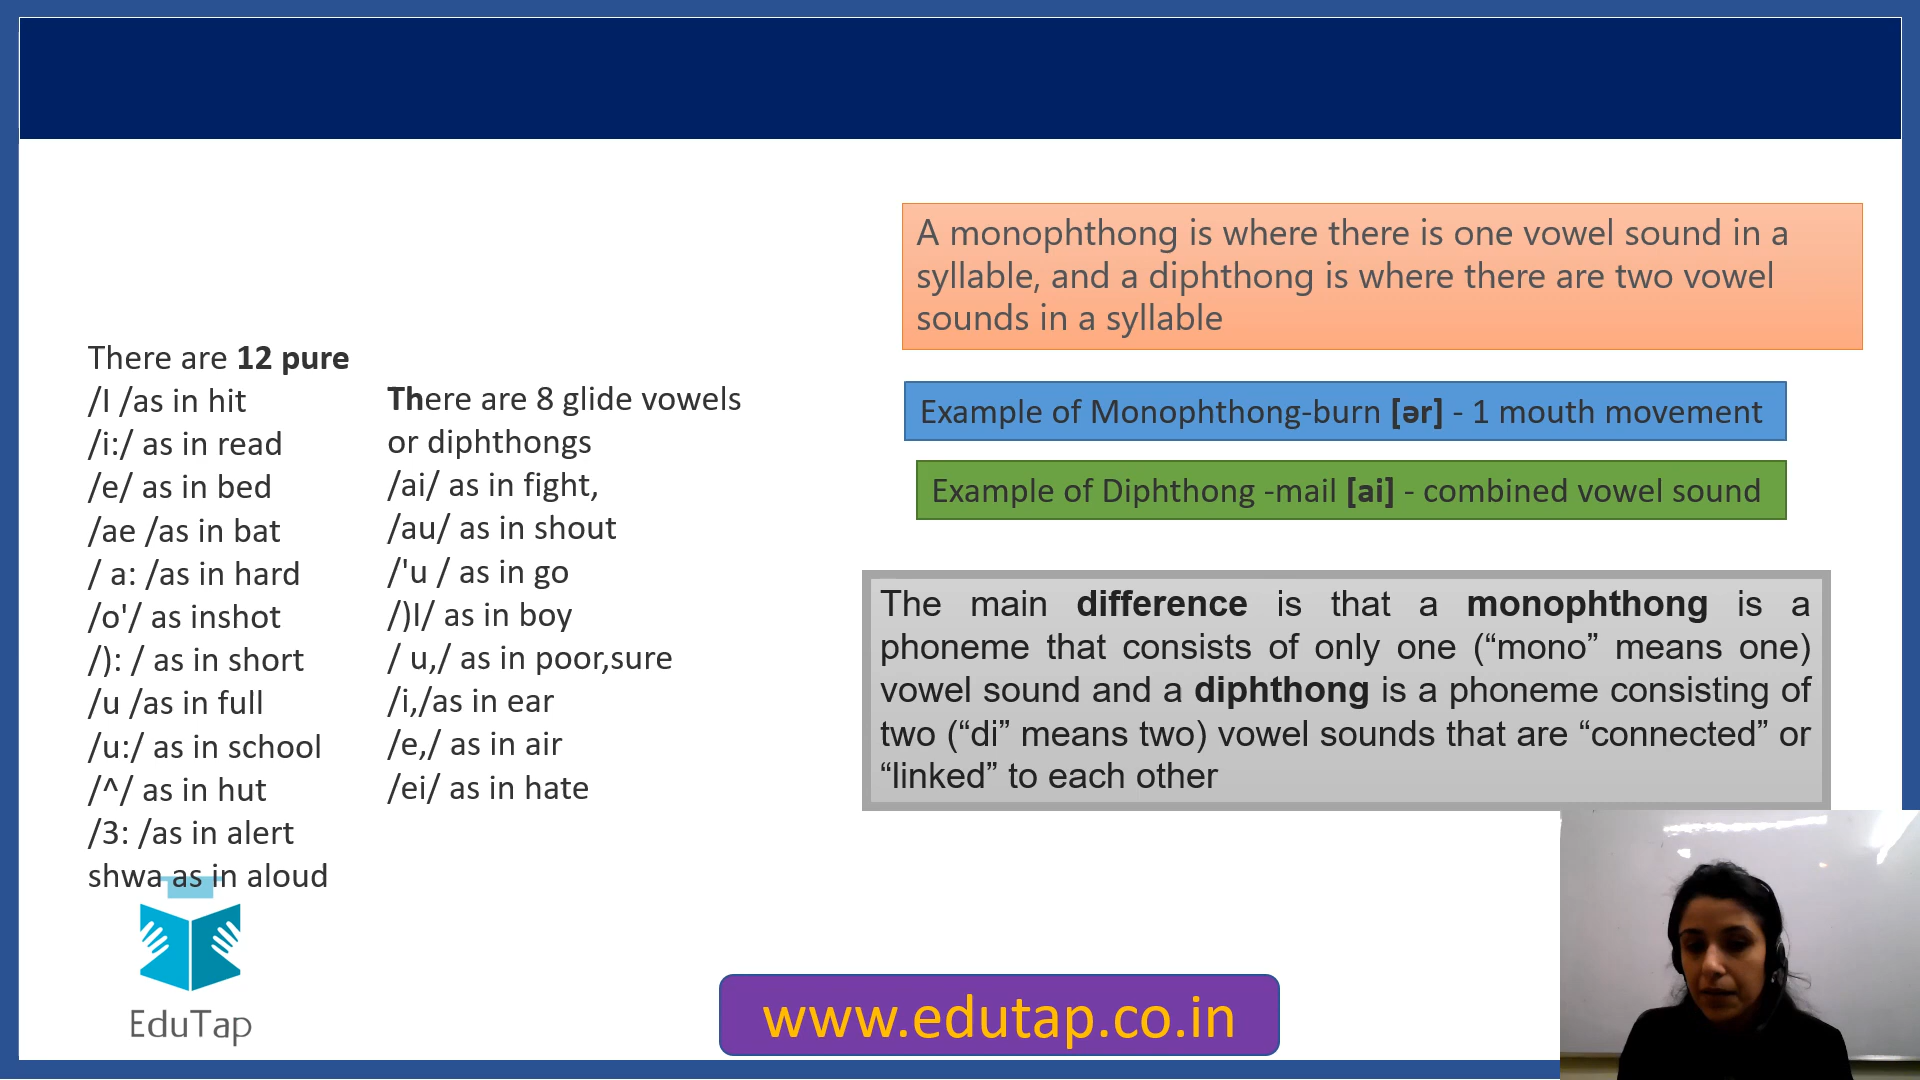 There are 12 pure
/I /as in hit
/i:/ as in read
/e/ as in bed
/ae /as in bat
/ a: /as in hard
/o'/ as inshot
/): / as in short
/u /as in full
/u:/ as in school
/^/ as in hut
/3: /as in alert
shwa as in aloud
There are 8 glide vowels
or diphthongs
/ai/ as in fight,
/au/ as in shout
/'u / as in go
/)I/ as in boy
/ u,/ as in poor,sure
/i,/as in ear
/e,/ as in air
/ei/ as in hate
A monophthong is where there is one vowel sound in a
syllable, and a diphthong is where there are two vowel
sounds in a syllable
Example of Monophthong-burn [ər] - 1 mouth movement
Example of Diphthong -mail [ai] - combined vowel sound
The main difference is that a monophthong is a
phoneme that consists of only one (“mono” means one)
vowel sound and a diphthong is a phoneme consisting of
two (“di” means two) vowel sounds that are “connected” or
“linked” to each other
EduTap
www.edutap.co.in